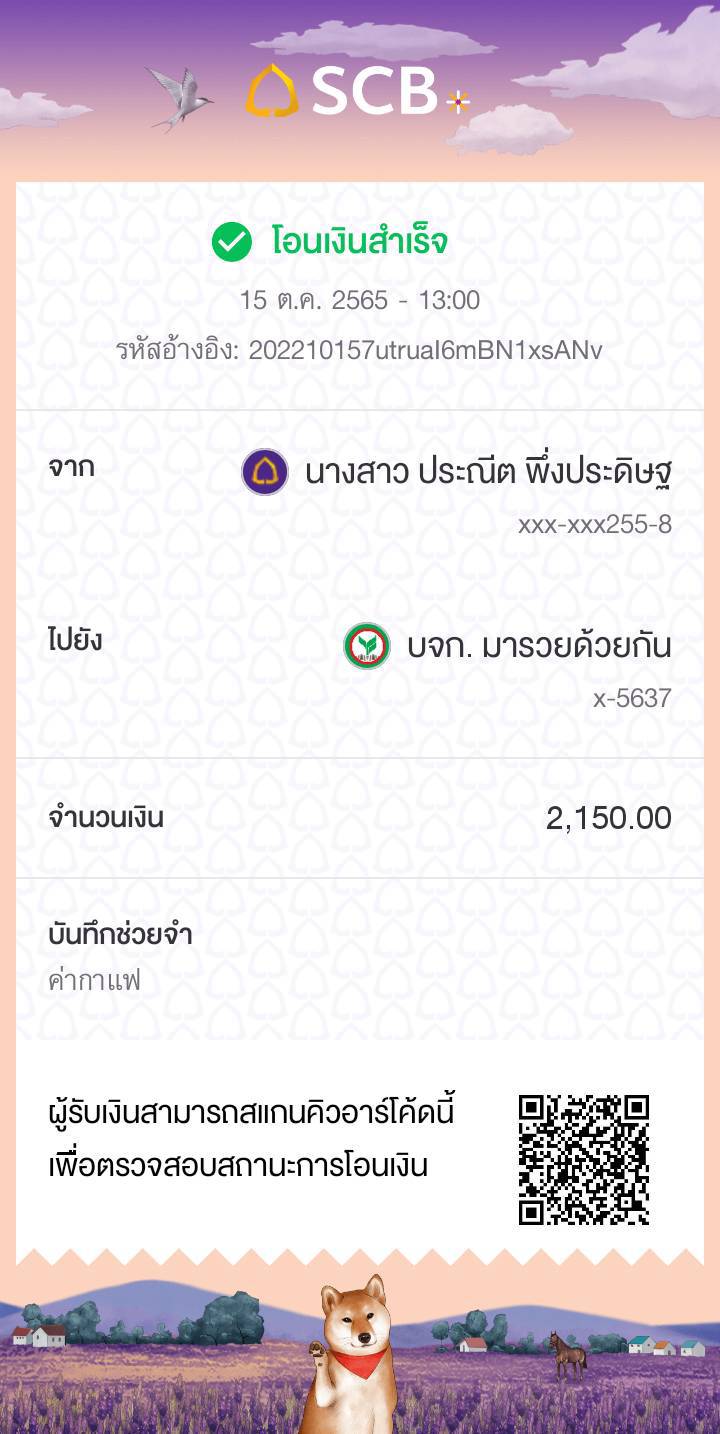 SCB
โอนเงินสำเร็จ
15 ต.ค. 2565 - 13:00
รหัสอ้างอิง: 202210157utruaI6mBN1xsANv
จาก
นางสาว ประณีต พึ่งประดิษฐ
xxx-xxx255-8
ไปยัง
บจก. มารวยด้วยกัน
x-5637
จำนวนเงิน
2,150.00
บันทึกช่วยจำ
ค่ากาแฟ
ผู้รับเงินสามารถสแกนคิวอาร์โค้ดนี้
เพื่อตรวจสอบสถานะการโอนเงิน